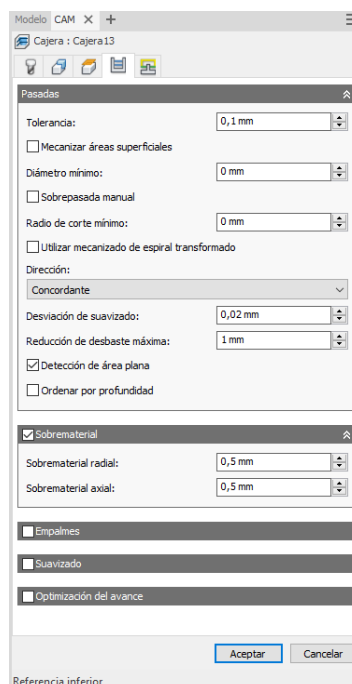 Modelo CAM X +
Cajera : Cajera13
Pasadas
Tolerancia: 0,1 mm
Mecanizar áreas superficiales
Diámetro mínimo: 0 mm
Sobrepasada manual
Radio de corte mínimo: 0 mm
Utilizar mecanizado de espiral transformado
Dirección:
Concordante
Desviación de suavizado: 0,02 mm
Reducción de desbaste máxima: 1 mm
Detección de área plana
Ordenar por profundidad
Sobrematerial
Sobrematerial radial: 0,5 mm
Sobrematerial axial: 0,5 mm
Empalmes
Suavizado
Optimización del avance
Aceptar Cancelar
Referencia inferior